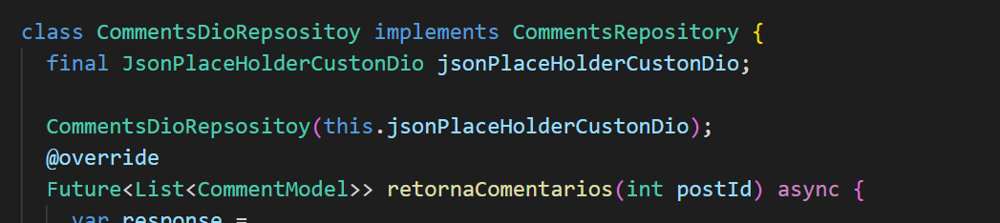 class CommentsDioRepsositoy implements CommentsRepository {
final JsonPlaceHolderCustonDio jsonPlaceHolderCustonDio;
CommentsDioRepsositoy(this.jsonPlaceHolderCustonDio);
@override
Future<List<CommentModel>> retornaComentarios(int postId) async {
var response =